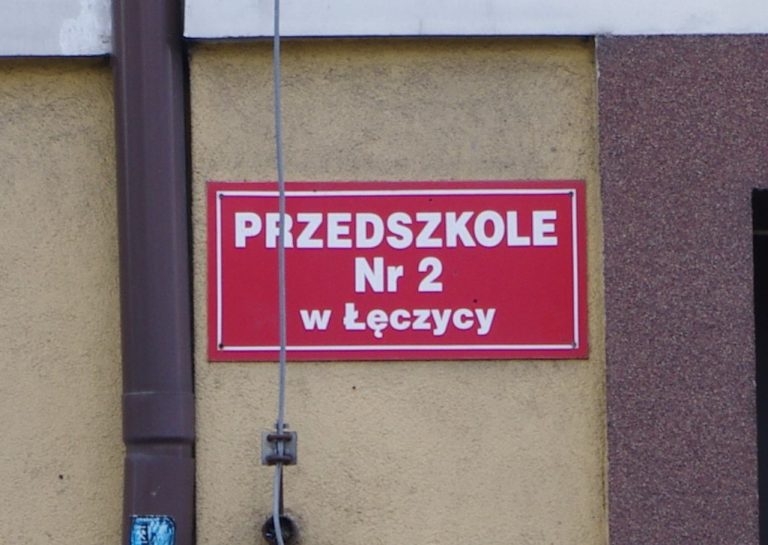 PRZEDSZKOLE
Nr 2
w Łęczycy